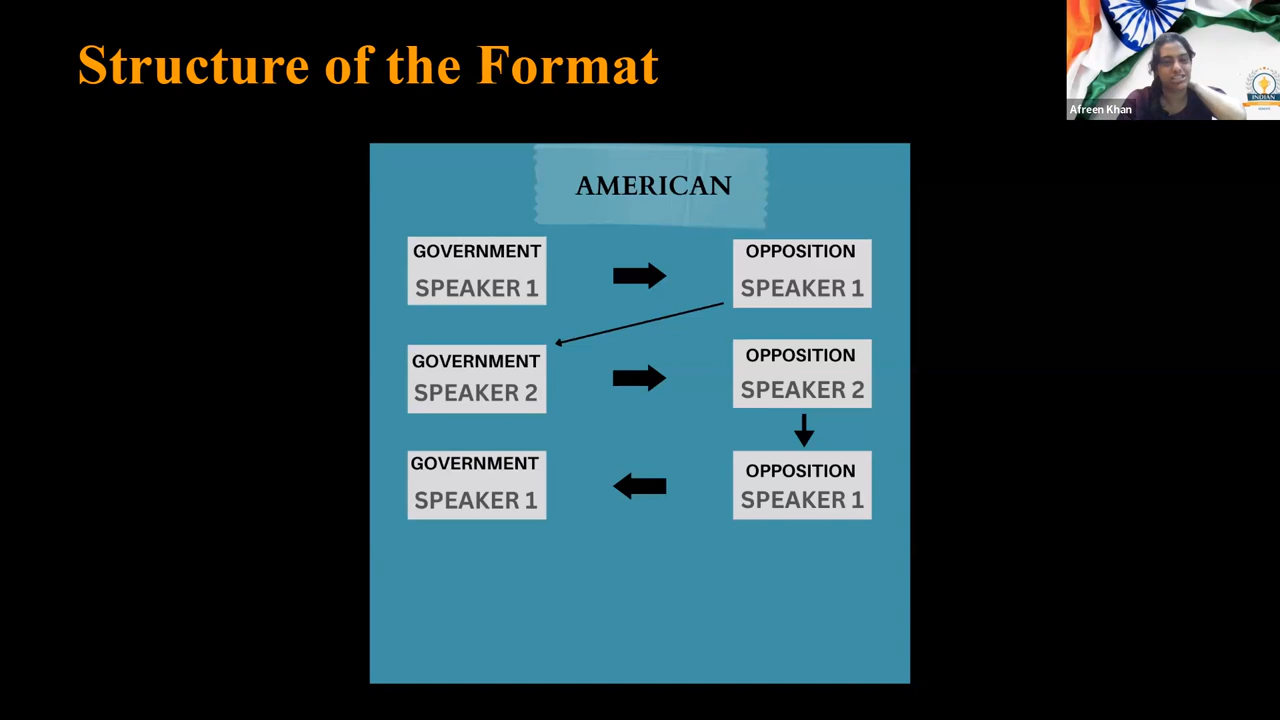 Structure of the Format
Afreen Khan
INDIAN
AMERICAN
GOVERNMENT
SPEAKER 1
OPPOSITION
SPEAKER 1
GOVERNMENT
SPEAKER 2
OPPOSITION
SPEAKER 2
GOVERNMENT
SPEAKER 1
OPPOSITION
SPEAKER 1